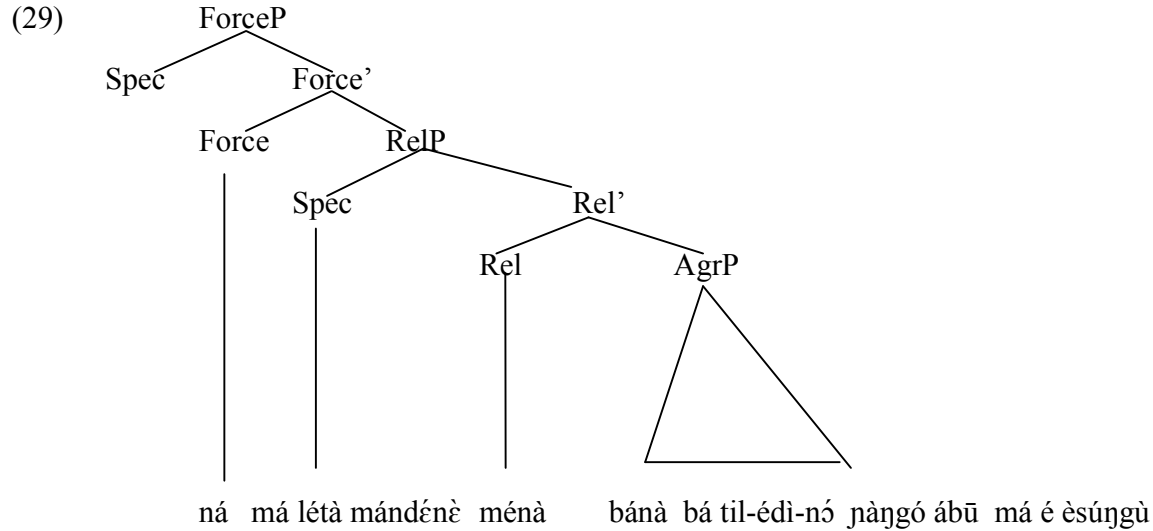 (29) ForceP
Spec Force’
Force RelP
Spec Rel’
Rel AgrP
ná má létà mándɛ́nɛ̀ ménà bánà bá til-édì-nɔ́ ɲàŋgó ábū má é èsúŋgù